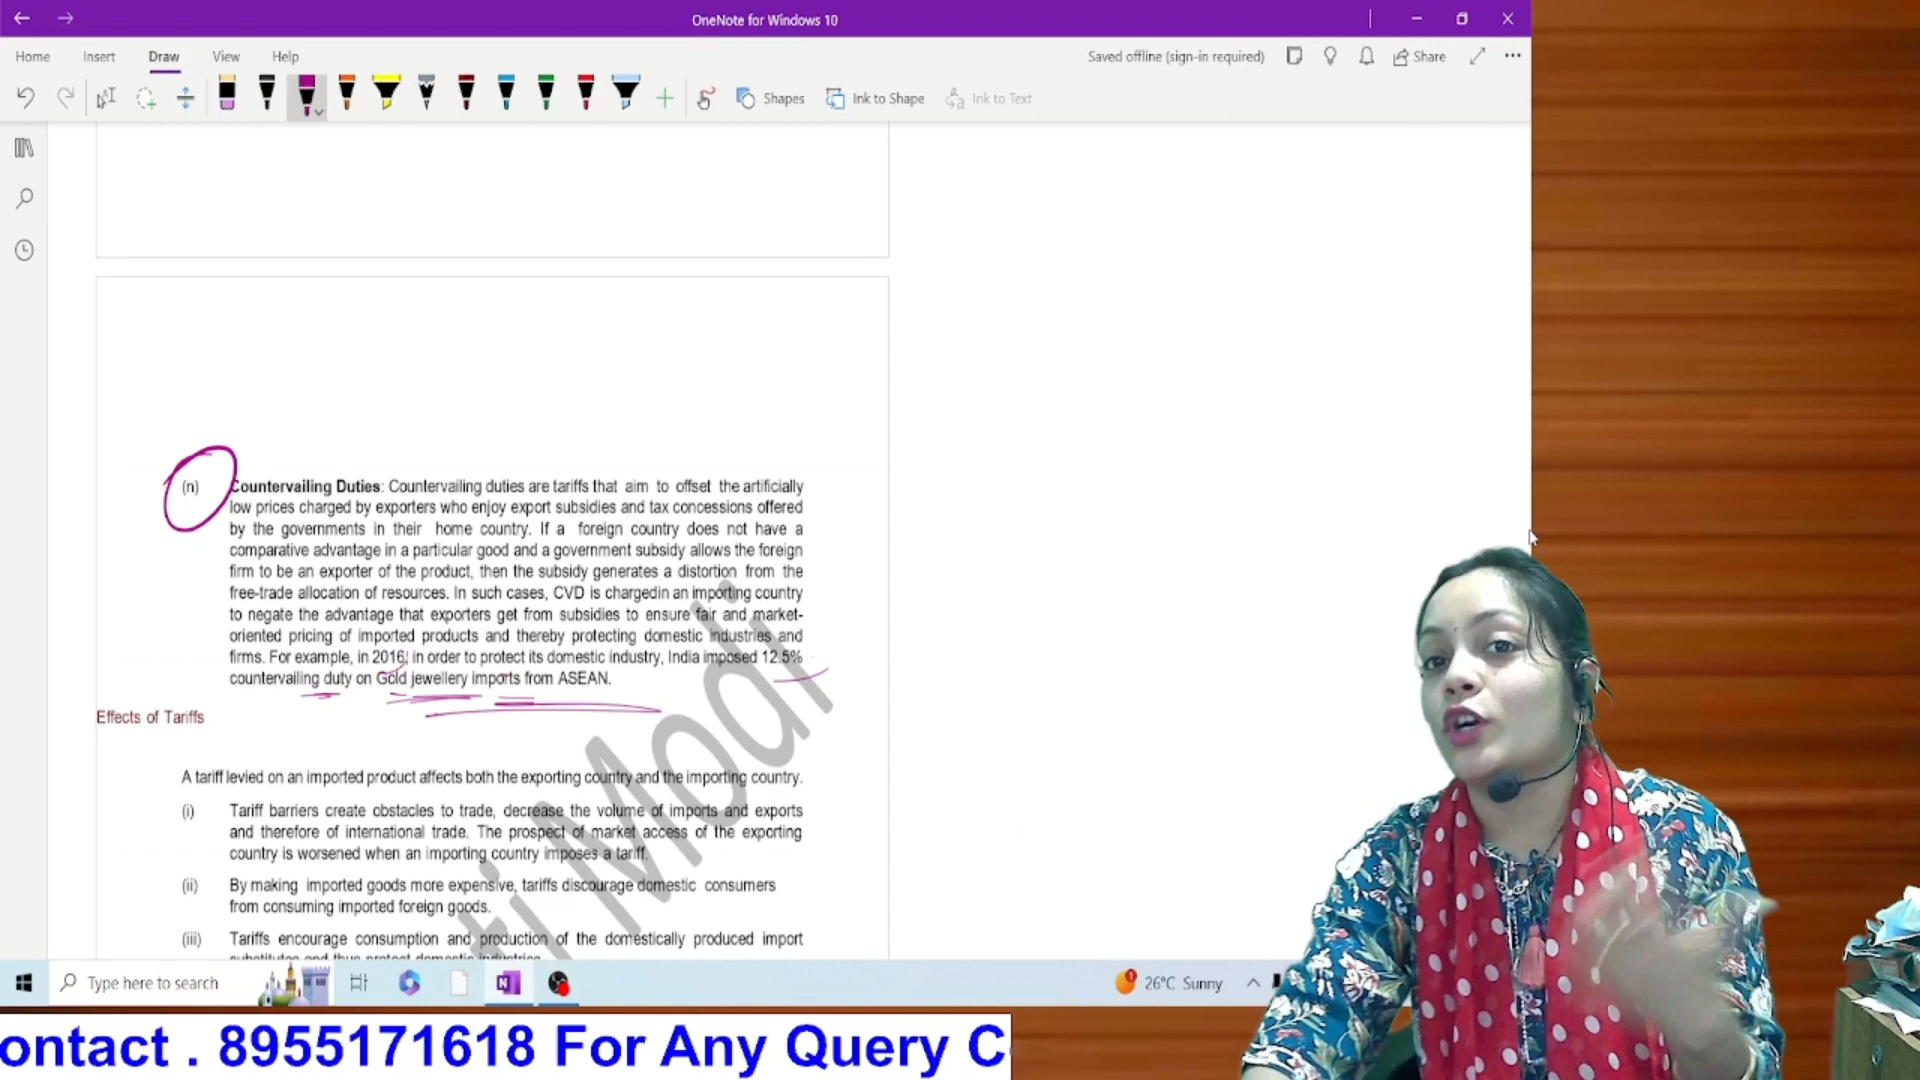 OneNote for Windows 10
Home Insert Draw View Help
Saved offline (sign-in required) Share
Shapes Ink to Shape Ink to Text
(n) Countervailing Duties: Countervailing duties are tariffs that aim to offset the artificially
low prices charged by exporters who enjoy export subsidies and tax concessions offered
by the governments in their home country. If a foreign country does not have a
comparative advantage in a particular good and a government subsidy allows the foreign
firm to be an exporter of the product, then the subsidy generates a distortion from the
free-trade allocation of resources. In such cases, CVD is chargedin an importing country
to negate the advantage that exporters get from subsidies to ensure fair and market-
oriented pricing of imported products and thereby protecting domestic industries and
firms. For example, in 2016, in order to protect its domestic industry, India imposed 12.5%
countervailing duty on Gold jewellery imports from ASEAN.
Effects of Tariffs
A tariff levied on an imported product affects both the exporting country and the importing country.
(i) Tariff barriers create obstacles to trade, decrease the volume of imports and exports
and therefore of international trade. The prospect of market access of the exporting
country is worsened when an importing country imposes a tariff.
(ii) By making imported goods more expensive, tariffs discourage domestic consumers
from consuming imported foreign goods.
(iii) Tariffs encourage consumption and production of the domestically produced import
substitutes and thus protect domestic industries.
ti Modi
Type here to search
26°C Sunny
ontact . 8955171618 For Any Query C